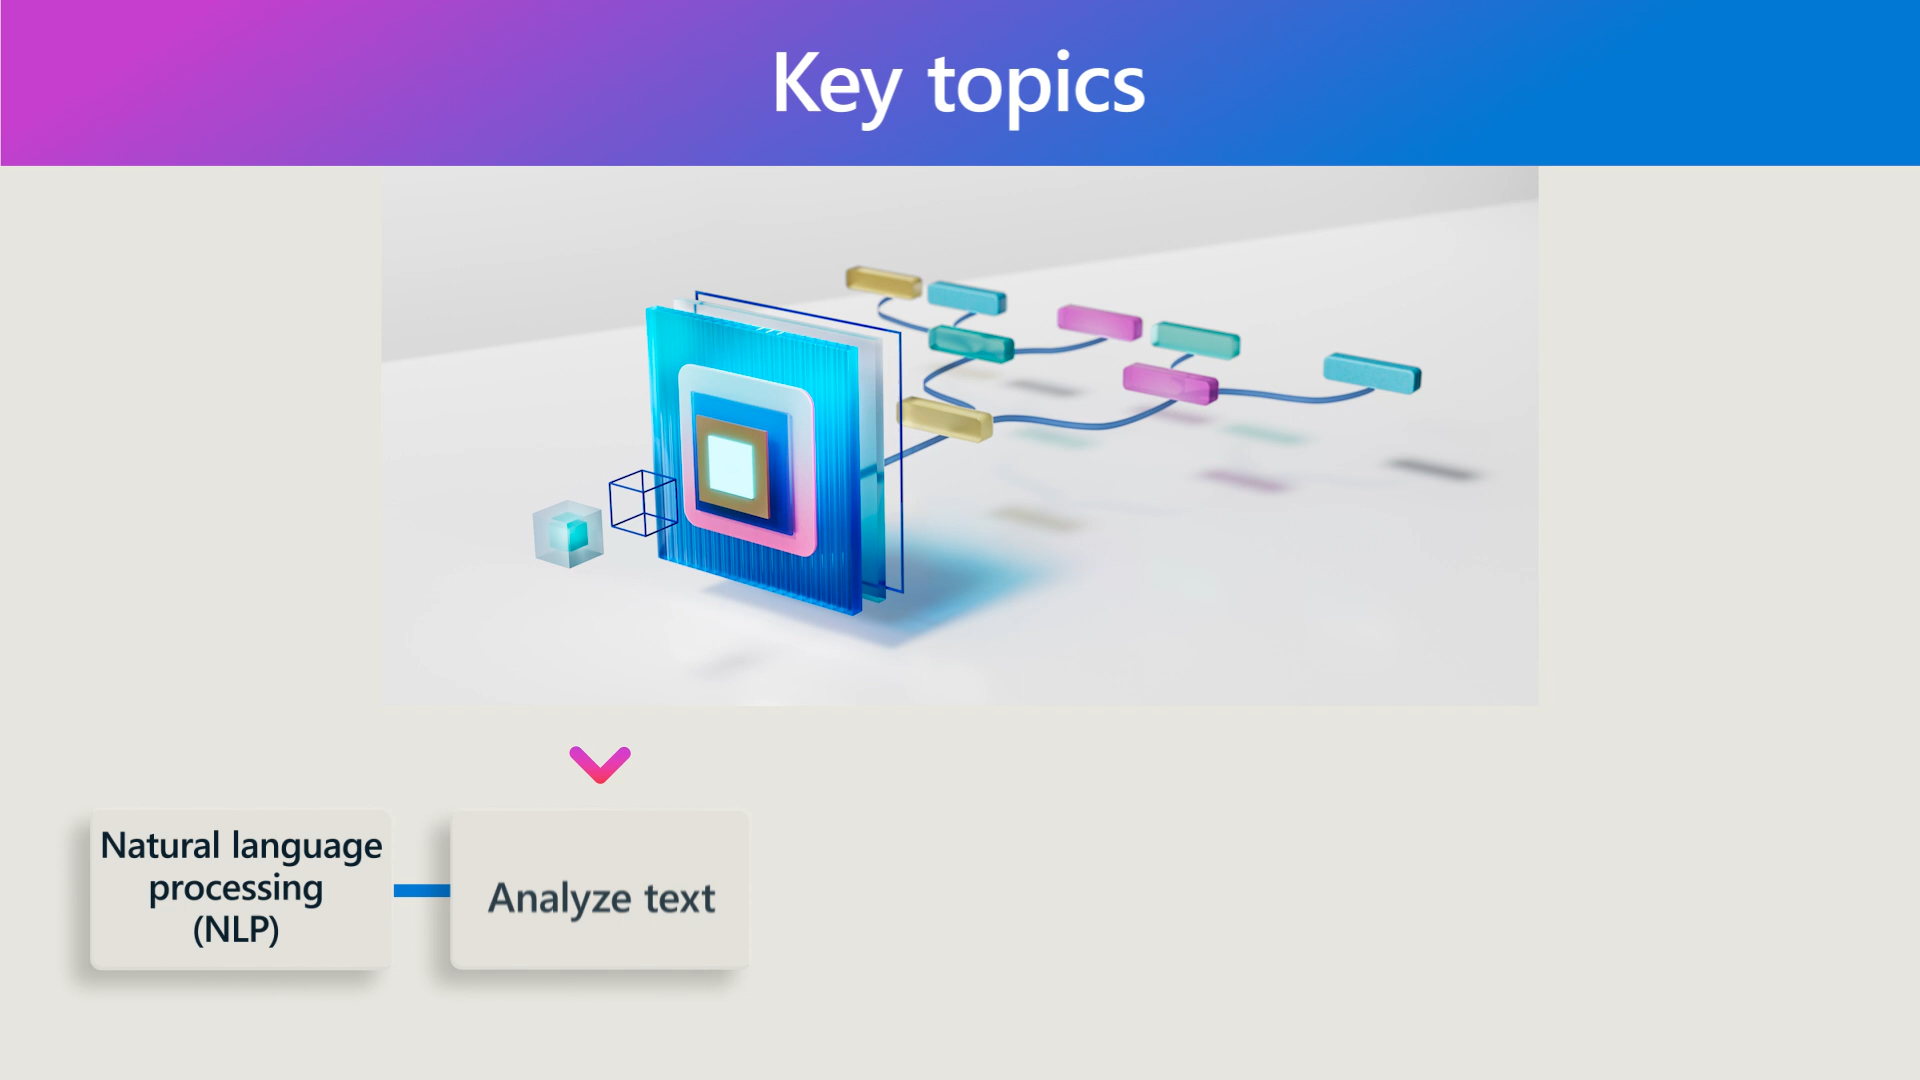 Key topics
Natural language
processing
(NLP)
Analyze text